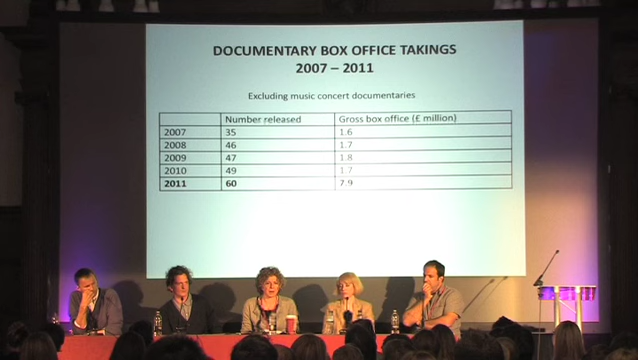 DOCUMENTARY BOX OFFICE TAKINGS
2007 – 2011
Excluding music concert documentaries
Number released Gross box office (£ million)
2007 35 1.6
2008 46 1.7
2009 47 1.8
2010 49 1.7
2011 60 7.9